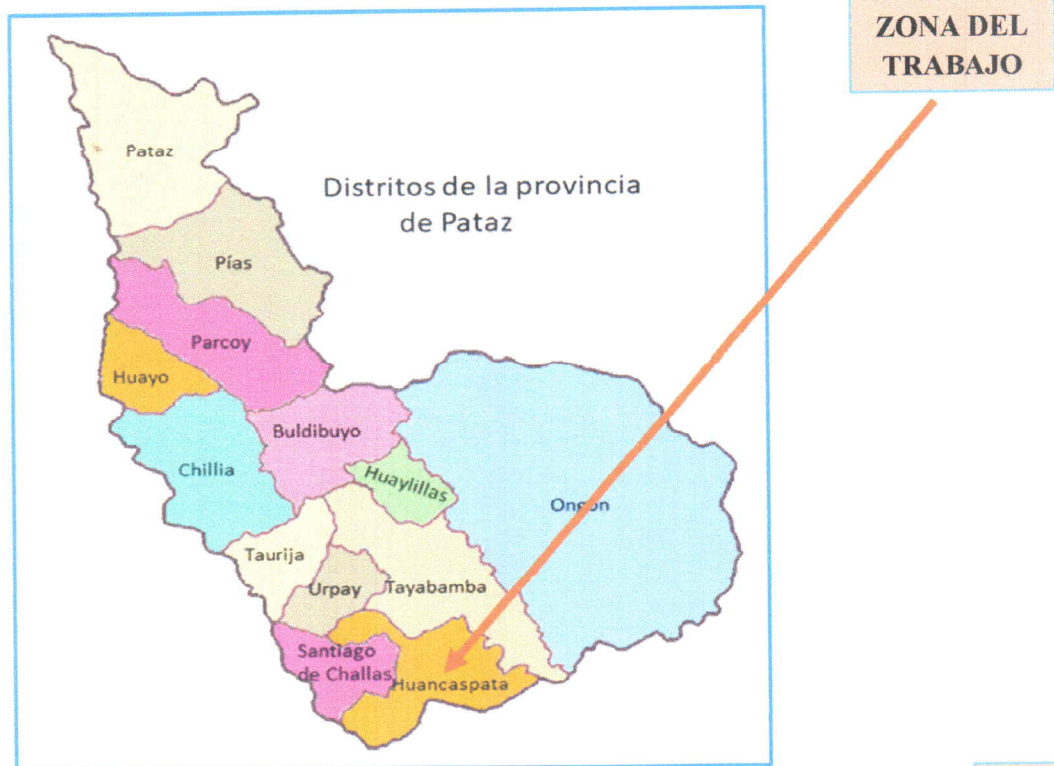 ZONA DEL
TRABAJO
Distritos de la provincia
de Pataz
Pataz
Pías
Parcoy
Huayo
Buldibuyo
Chillia
Huaylillas
Ongon
Taurija
Urpay
Tayabamba
Santiago
de Challas
Huancaspata